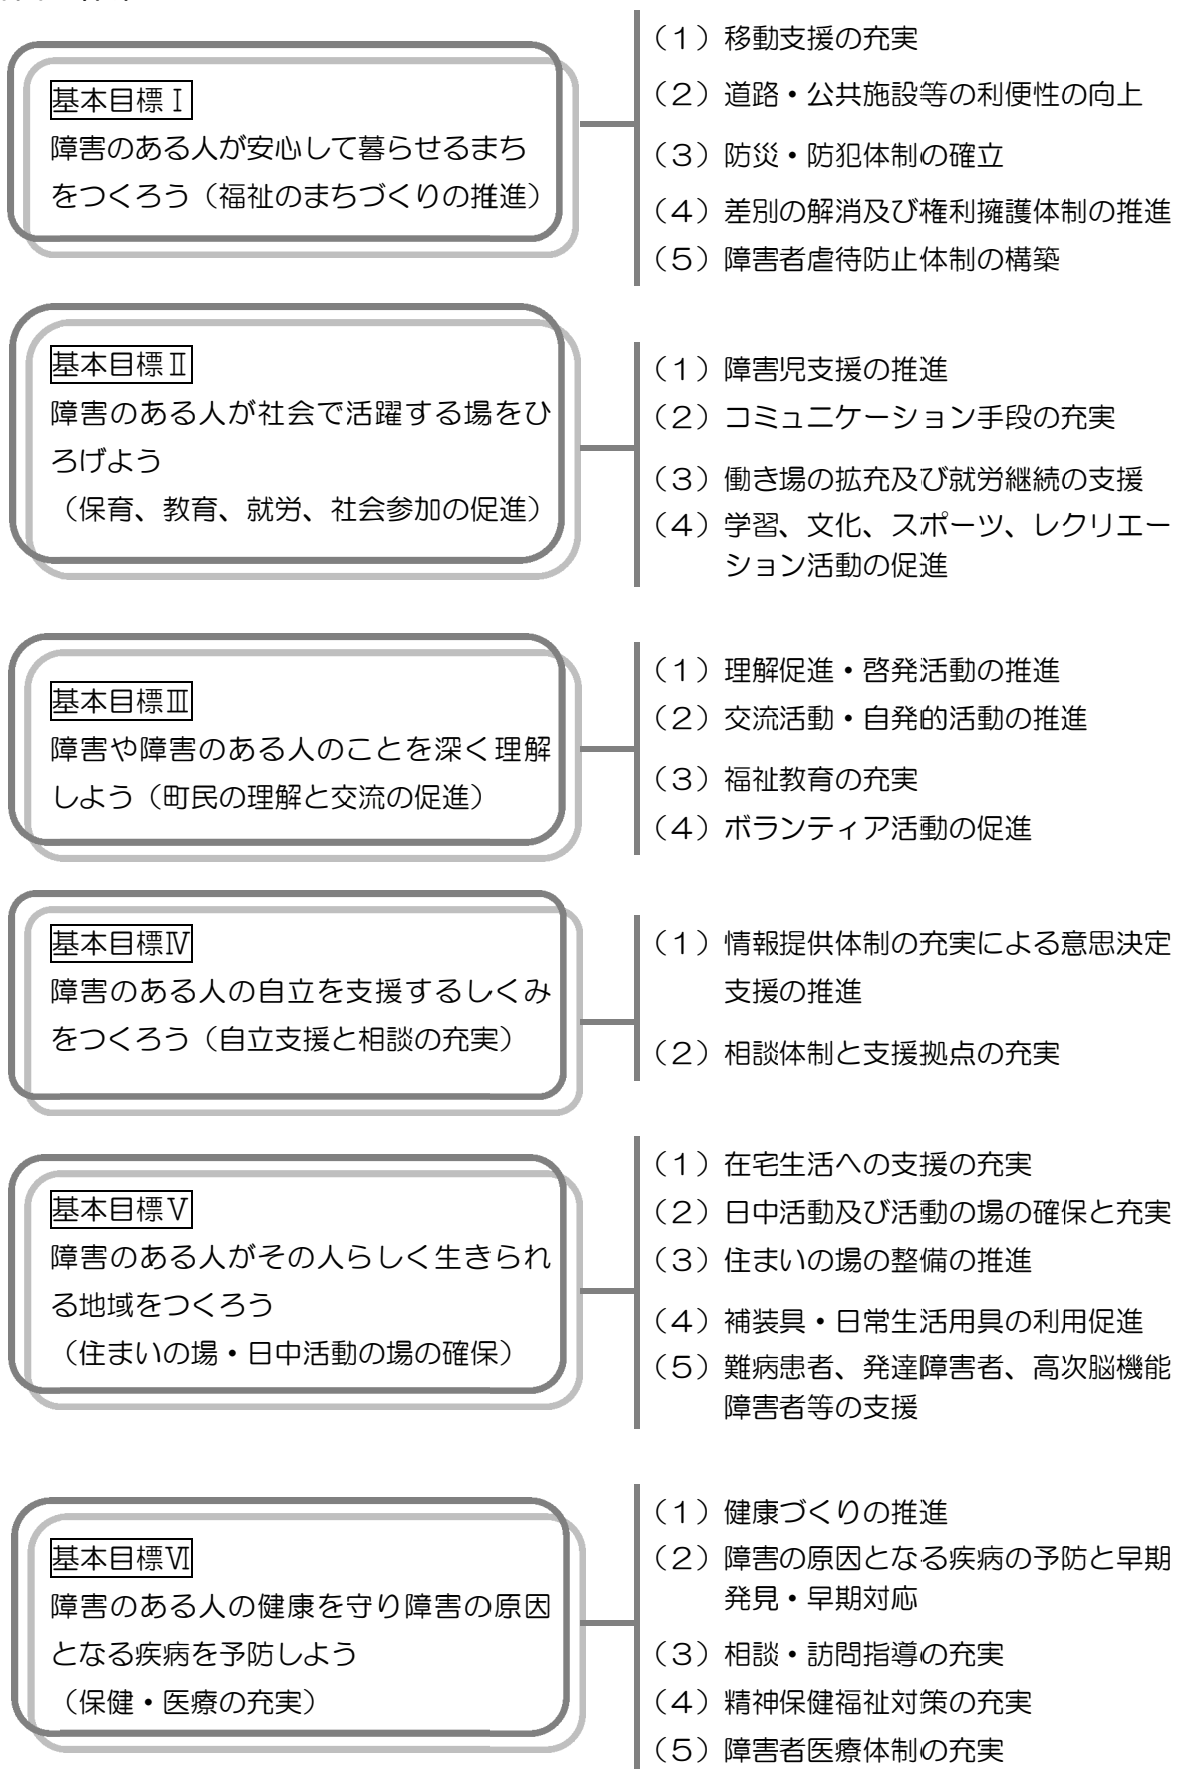 基本目標Ⅰ
障害のある人が安心して暮らせるまち
をつくろう（福祉のまちづくりの推進）
（１）移動支援の充実
（２）道路・公共施設等の利便性の向上
（３）防災・防犯体制の確立
（４）差別の解消及び権利擁護体制の推進
（５）障害者虐待防止体制の構築
基本目標Ⅱ
障害のある人が社会で活躍する場をひ
ろげよう
（保育、教育、就労、社会参加の促進）
（１）障害児支援の推進
（２）コミュニケーション手段の充実
（３）働き場の拡充及び就労継続の支援
（４）学習、文化、スポーツ、レクリエー
ション活動の促進
基本目標Ⅲ
障害や障害のある人のことを深く理解
しよう（町民の理解と交流の促進）
（１）理解促進・啓発活動の推進
（２）交流活動・自発的活動の推進
（３）福祉教育の充実
（４）ボランティア活動の促進
基本目標Ⅳ
障害のある人の自立を支援するしくみ
をつくろう（自立支援と相談の充実）
（１）情報提供体制の充実による意思決定
支援の推進
（２）相談体制と支援拠点の充実
基本目標Ⅴ
障害のある人がその人らしく生きられ
る地域をつくろう
（住まいの場・日中活動の場の確保）
（１）在宅生活への支援の充実
（２）日中活動及び活動の場の確保と充実
（３）住まいの場の整備の推進
（４）補装具・日常生活用具の利用促進
（５）難病患者、発達障害者、高次脳機能
障害者等の支援
基本目標Ⅵ
障害のある人の健康を守り障害の原因
となる疾病を予防しよう
（保健・医療の充実）
（１）健康づくりの推進
（２）障害の原因となる疾病の予防と早期
発見・早期対応
（３）相談・訪問指導の充実
（４）精神保健福祉対策の充実
（５）障害者医療体制の充実